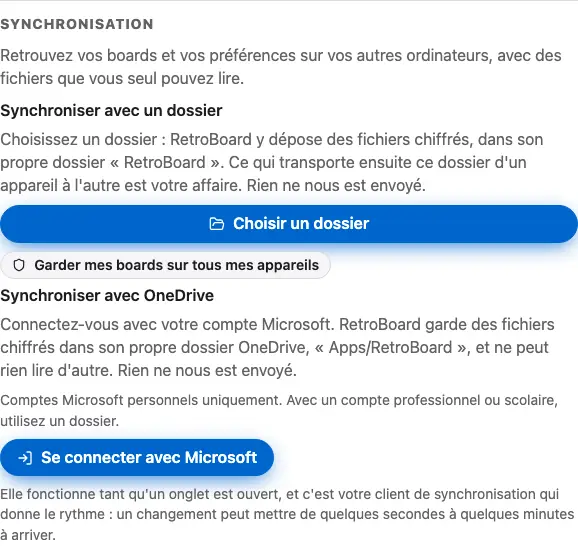 SYNCHRONISATION
Retrouvez vos boards et vos préférences sur vos autres ordinateurs, avec des
fichiers que vous seul pouvez lire.
Synchroniser avec un dossier
Choisissez un dossier : RetroBoard y dépose des fichiers chiffrés, dans son
propre dossier « RetroBoard ». Ce qui transporte ensuite ce dossier d'un
appareil à l'autre est votre affaire. Rien ne nous est envoyé.
Choisir un dossier
Garder mes boards sur tous mes appareils
Synchroniser avec OneDrive
Connectez-vous avec votre compte Microsoft. RetroBoard garde des fichiers
chiffrés dans son propre dossier OneDrive, « Apps/RetroBoard », et ne peut
rien lire d'autre. Rien ne nous est envoyé.
Comptes Microsoft personnels uniquement. Avec un compte professionnel ou scolaire,
utilisez un dossier.
Se connecter avec Microsoft
Elle fonctionne tant qu'un onglet est ouvert, et c'est votre client de synchronisation qui
donne le rythme : un changement peut mettre de quelques secondes à quelques minutes
à arriver.